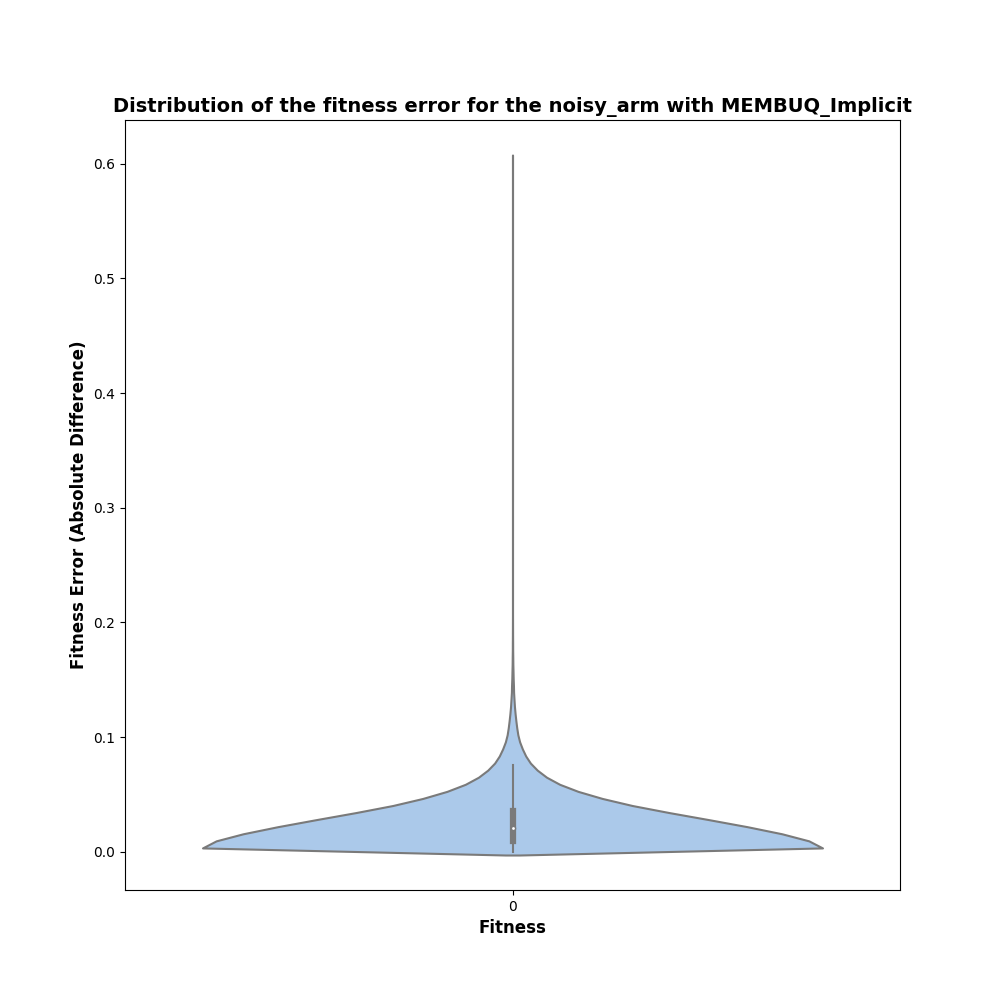 Distribution of the fitness error for the noisy_arm with MEMBUQ_Implicit
0.6
0.5
0.4
0.3
0.2
0.1
0.0
Fitness Error (Absolute Difference)
0
Fitness